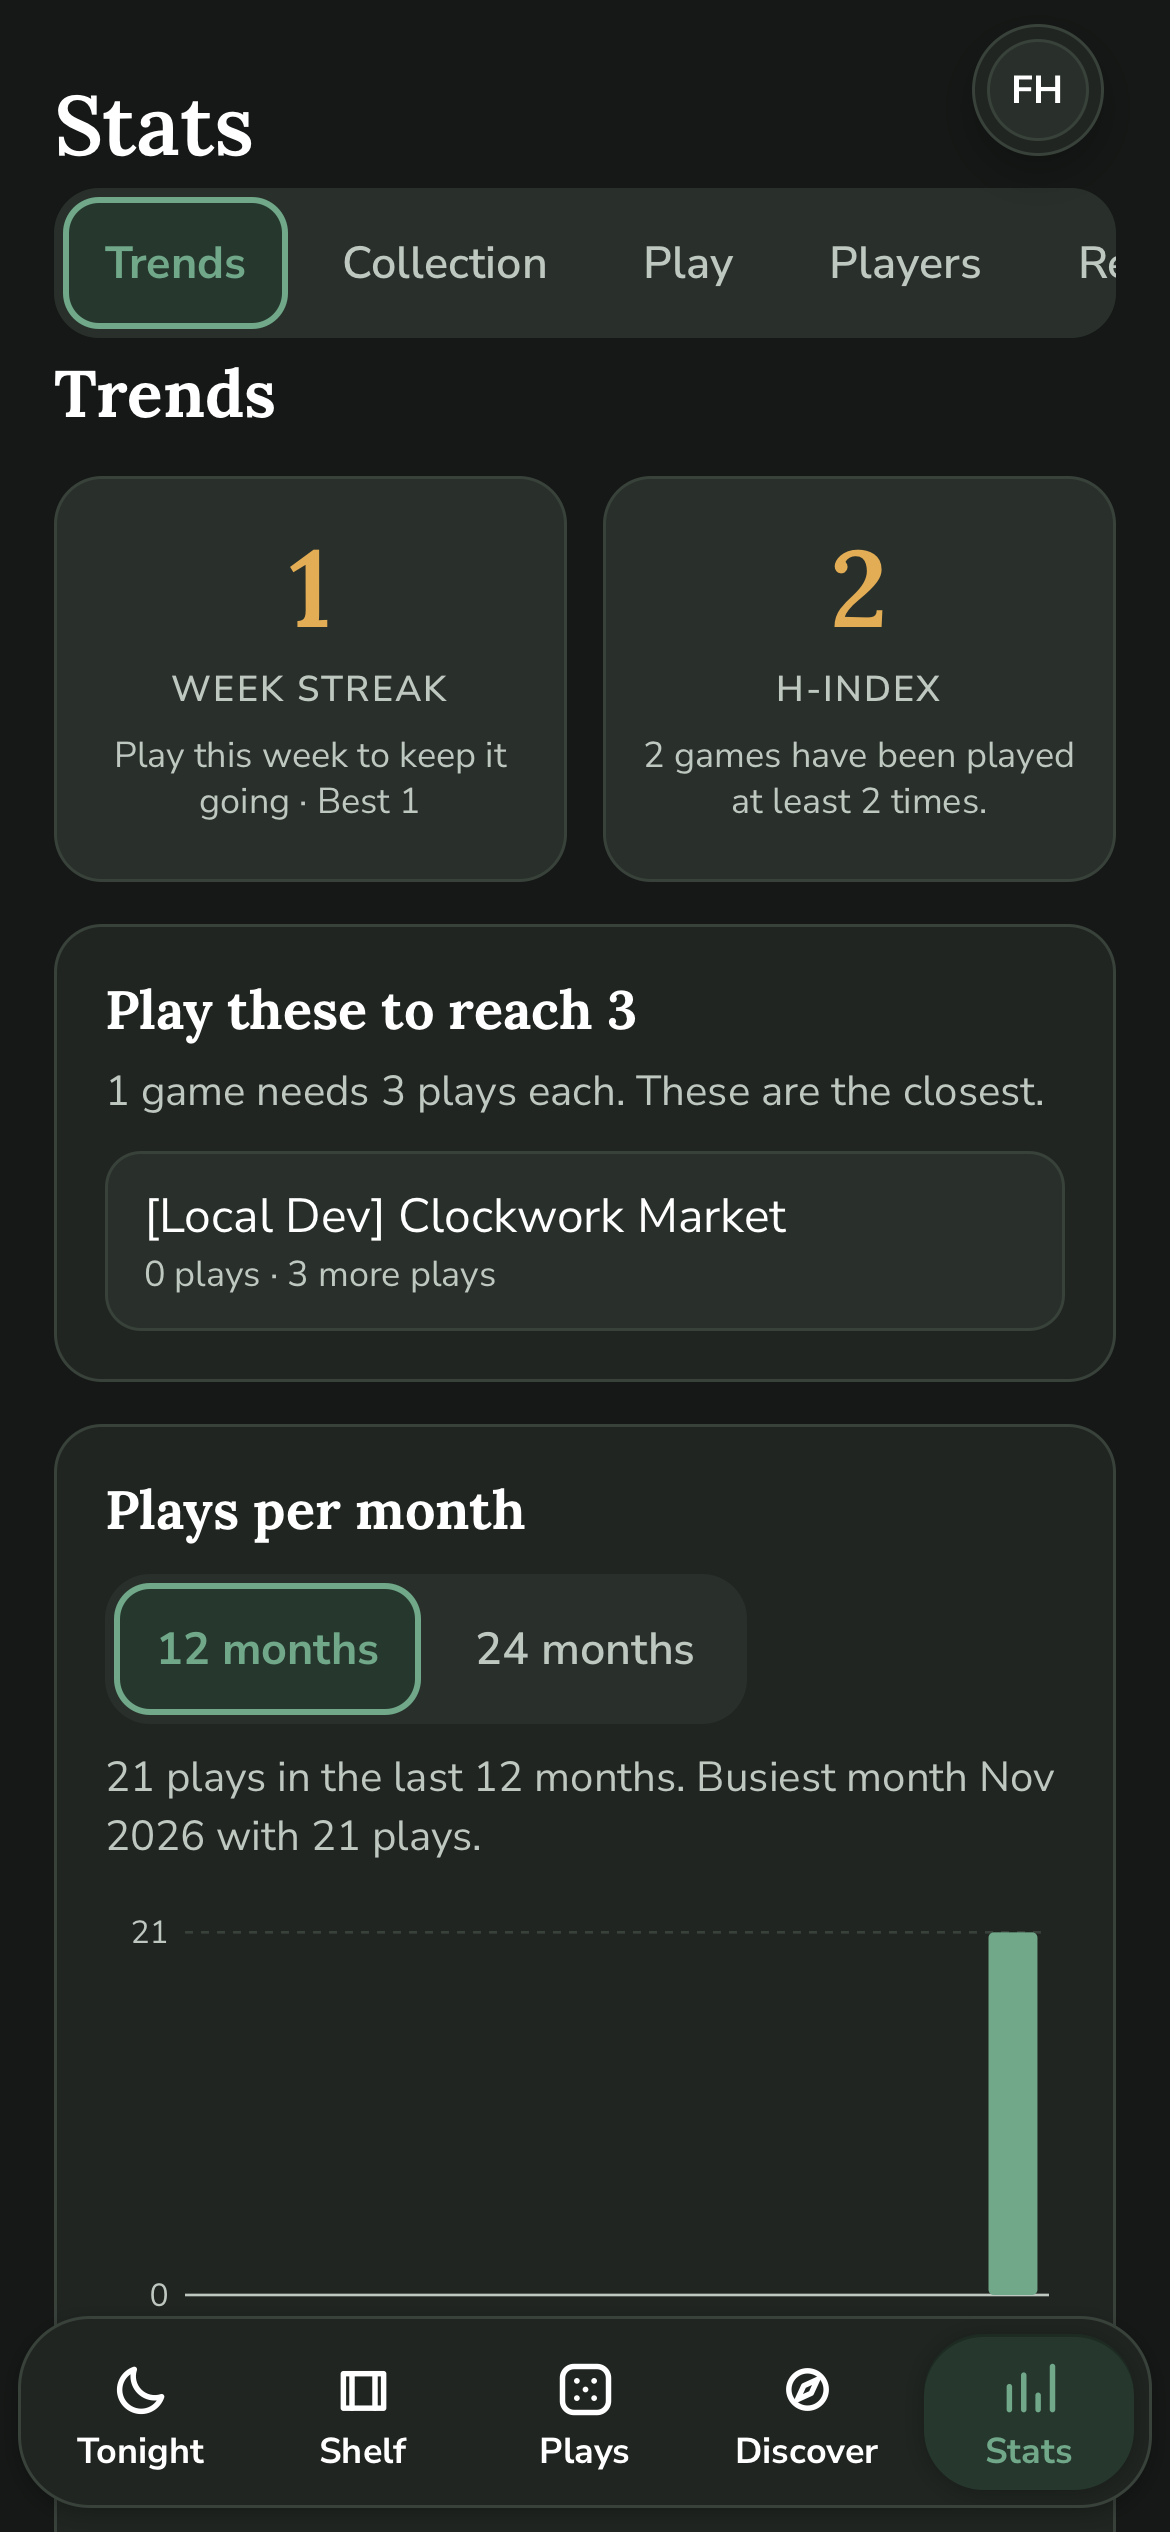 FH
Stats
Trends
Collection
Play
Players
Re
Trends
1
WEEK STREAK
Play this week to keep it
going · Best 1
2
H-INDEX
2 games have been played
at least 2 times.
Play these to reach 3
1 game needs 3 plays each. These are the closest.
[Local Dev] Clockwork Market
0 plays · 3 more plays
Plays per month
12 months
24 months
21 plays in the last 12 months. Busiest month Nov
2026 with 21 plays.
21
0
Tonight
Shelf
Plays
Discover
Stats